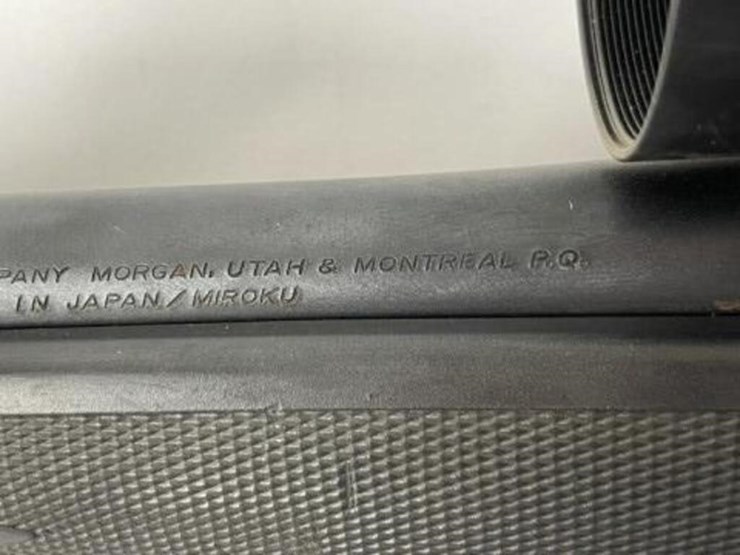 PANY MORGAN, UTAH & MONTREAL P.Q.
IN JAPAN/MIROKU